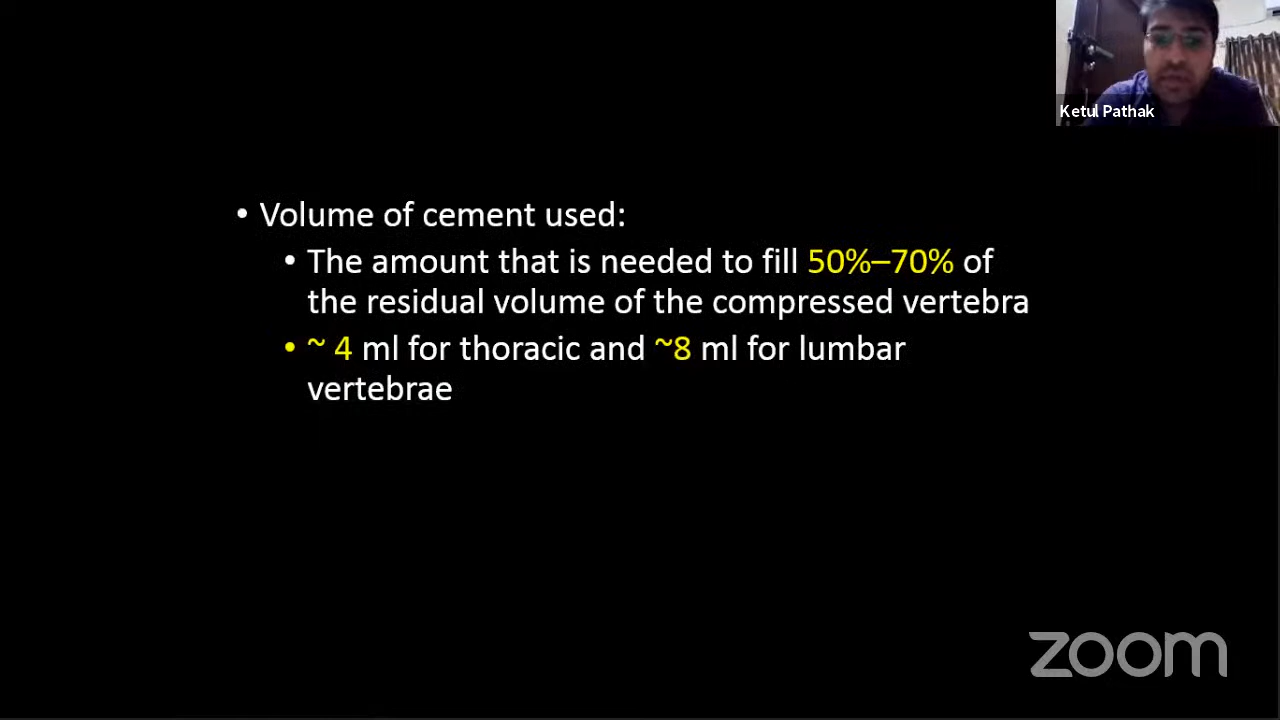 Ketul Pathak
• Volume of cement used:
• The amount that is needed to fill 50%–70% of
the residual volume of the compressed vertebra
• ~ 4 ml for thoracic and ~8 ml for lumbar
vertebrae
zoom